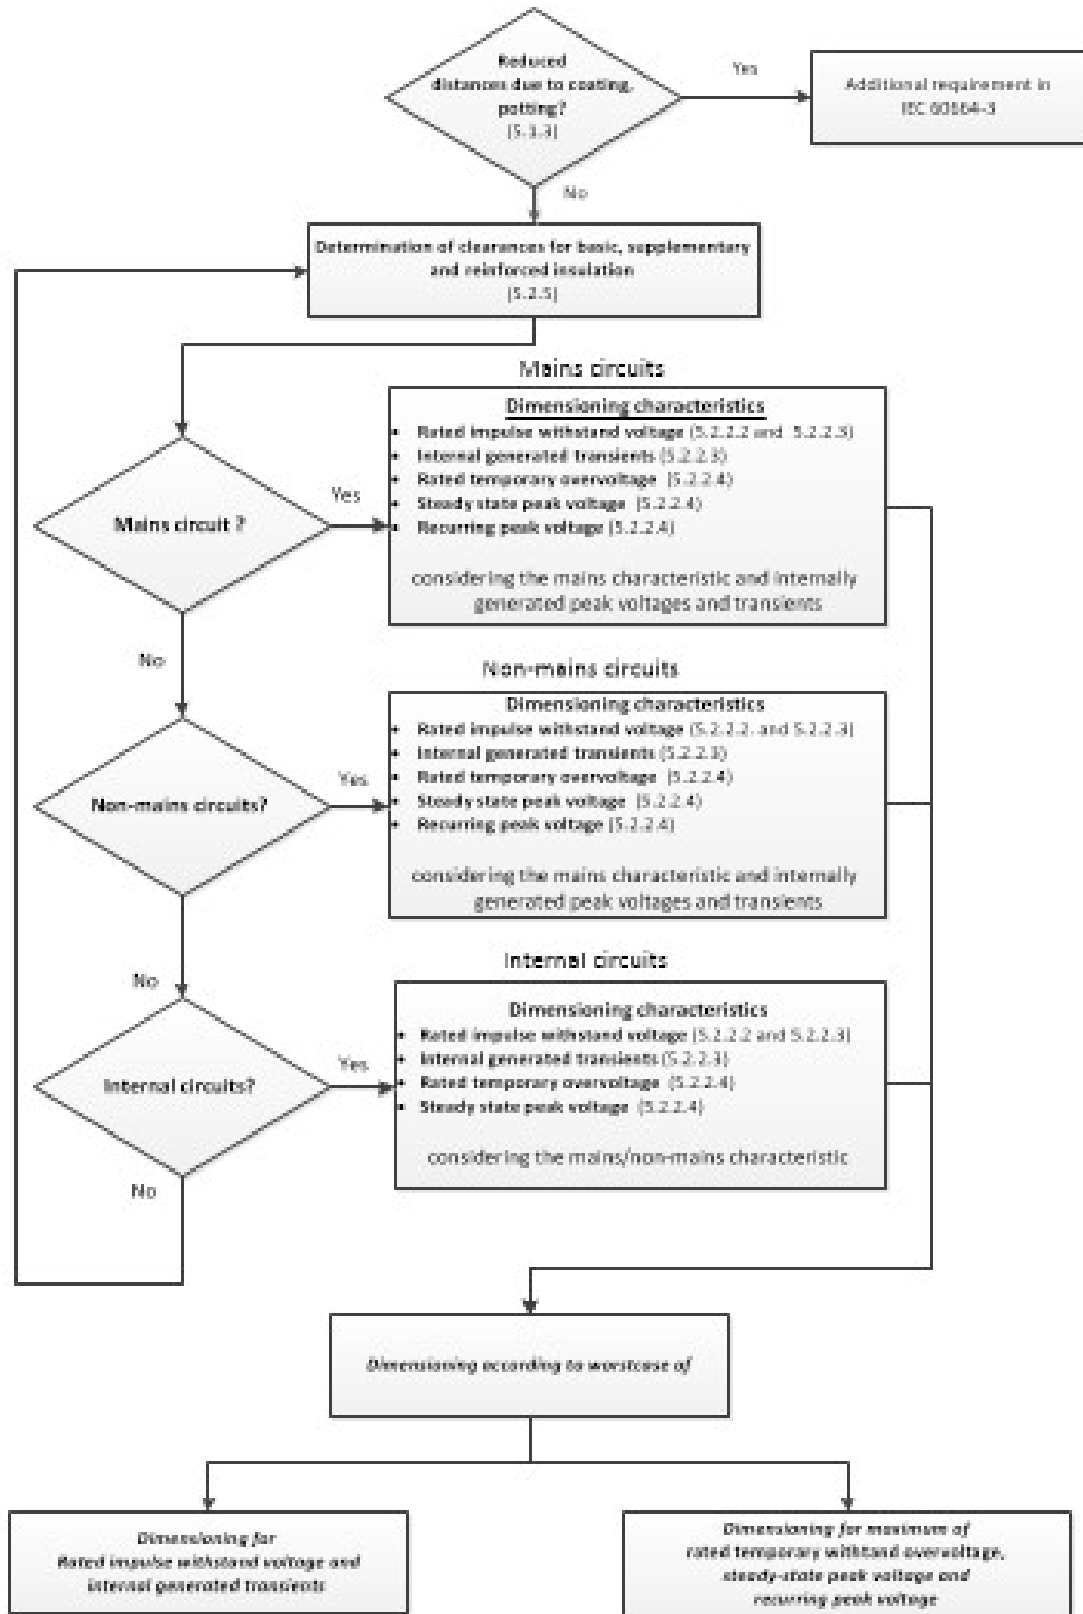 Reduced
distances due to coating,
potting?
(5.1.3)
Yes
Additional requirement in
IEC 60664-3
No
Determination of clearances for basic, supplementary
and reinforced insulation
(5.2.5)
Mains circuits
Dimensioning characteristics
• Rated impulse withstand voltage (5.2.2.2 and 5.2.2.3)
• Internal generated transients (5.2.2.3)
• Rated temporary overvoltage (5.2.2.4)
• Steady state peak voltage (5.2.2.4)
• Recurring peak voltage (5.2.2.4)
considering the mains characteristic and internally
generated peak voltages and transients
Mains circuit ?
Yes
No
Non-mains circuits
Dimensioning characteristics
• Rated impulse withstand voltage (5.2.2.2. and 5.2.2.3)
• Internal generated transients (5.2.2.3)
• Rated temporary overvoltage (5.2.2.4)
• Steady state peak voltage (5.2.2.4)
• Recurring peak voltage (5.2.2.4)
considering the mains characteristic and internally
generated peak voltages and transients
Non-mains circuits?
Yes
No
Internal circuits
Dimensioning characteristics
• Rated impulse withstand voltage (5.2.2.2 and 5.2.2.3)
• Internal generated transients (5.2.2.3)
• Rated temporary overvoltage (5.2.2.4)
• Steady state peak voltage (5.2.2.4)
considering the mains/non-mains characteristic
Internal circuits?
Yes
No
Dimensioning according to worstcase of
Dimensioning for
Rated impulse withstand voltage and
internal generated transients
Dimensioning for maximum of
rated temporary withtand overvoltage,
steady-state peak voltage and
recurring peak voltage